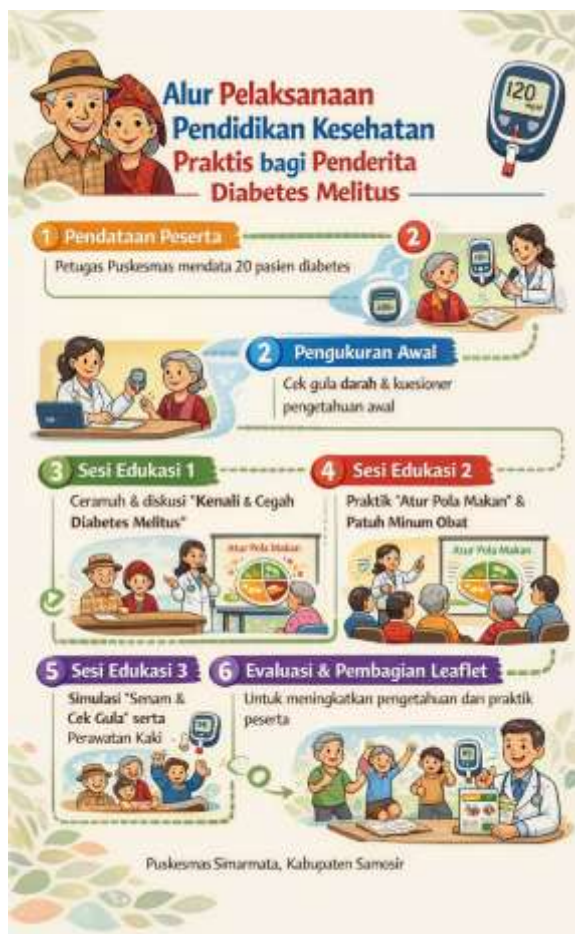 Alur Pelaksanaan
Pendidikan Kesehatan
Praktis bagi Penderita
Diabetes Melitus
120
1 Pendataan Peserta
2
Petugas Puskesmas mendata 20 pasien diabetes
2 Pengukuran Awal
Cek gula darah & kuesioner
pengetahuan awal
3 Sesi Edukasi 1
Ceramah & diskusi "Kenali & Cegah
Diabetes Melitus"
Atur Pola Makan
4 Sesi Edukasi 2
Praktik "Atur Pola Makan" &
Patuh Minum Obat
Atur Pola Makan
5 Sesi Edukasi 3
Simulasi "Senam &
Cek Gula" serta
Perawatan Kaki
6 Evaluasi & Pembagian Leaflet
Untuk meningkatkan pengetahuan dan praktik
peserta
Puskesmas Simarmata, Kabupaten Samosir